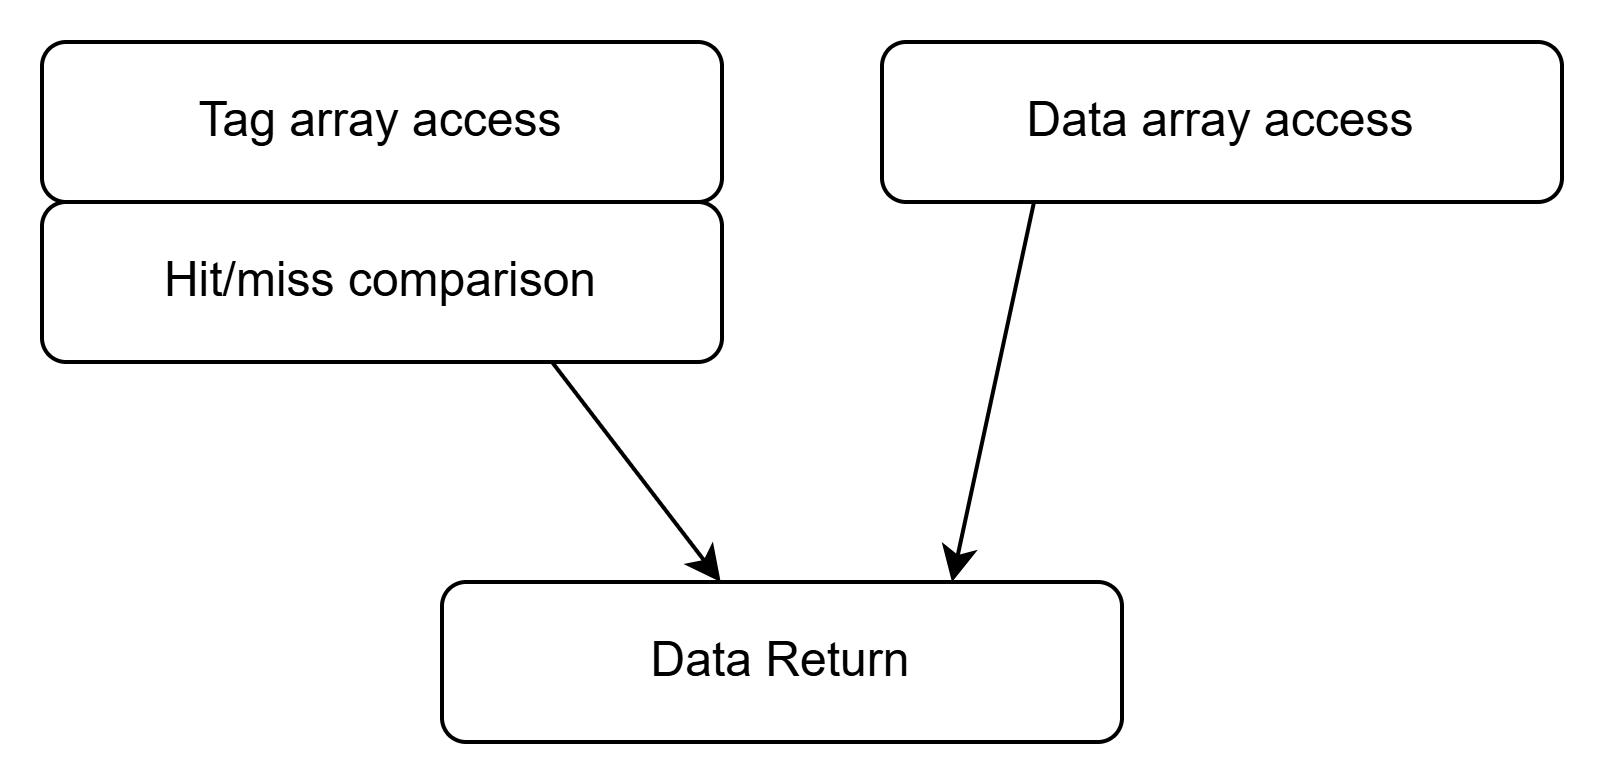 Tag array access
Data array access
Hit/miss comparison
Data Return